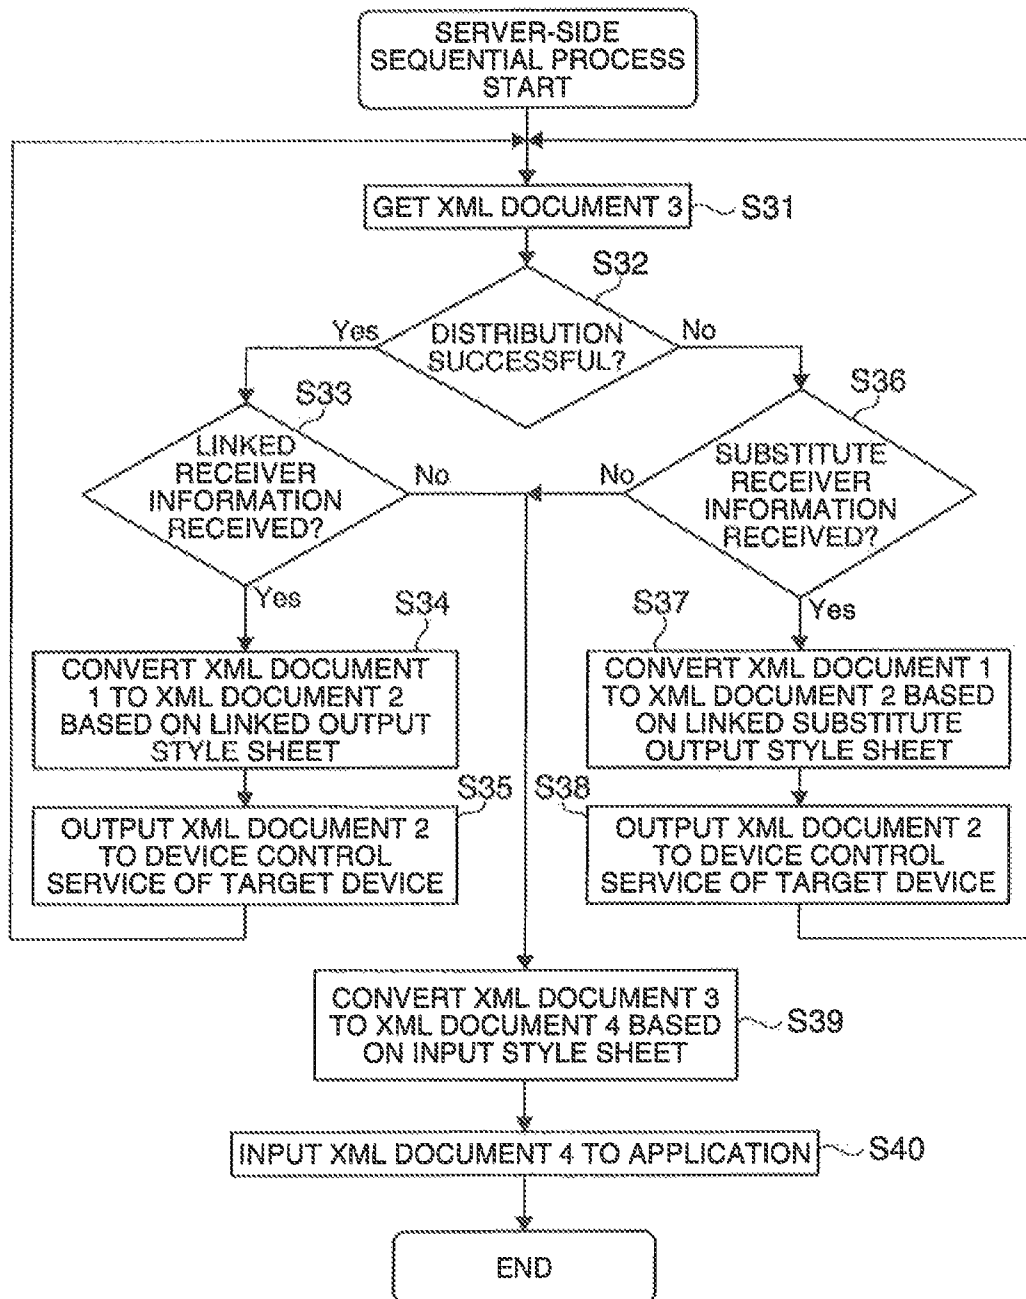 SERVER-SIDE
SEQUENTIAL PROCESS
START
GET XML DOCUMENT 3
S31
S32
DISTRIBUTION
SUCCESSFUL?
Yes
No
S33
LINKED
RECEIVER
INFORMATION
RECEIVED?
No
Yes
S36
SUBSTITUTE
RECEIVER
INFORMATION
RECEIVED?
No
Yes
S34
CONVERT XML DOCUMENT
1 TO XML DOCUMENT 2
BASED ON LINKED OUTPUT
STYLE SHEET
S37
CONVERT XML DOCUMENT 1
TO XML DOCUMENT 2 BASED
ON LINKED SUBSTITUTE
OUTPUT STYLE SHEET
S35
OUTPUT XML DOCUMENT 2
TO DEVICE CONTROL
SERVICE OF TARGET DEVICE
S38
OUTPUT XML DOCUMENT 2
TO DEVICE CONTROL
SERVICE OF TARGET DEVICE
CONVERT XML DOCUMENT 3
TO XML DOCUMENT 4 BASED
ON INPUT STYLE SHEET
S39
INPUT XML DOCUMENT 4 TO APPLICATION
S40
END